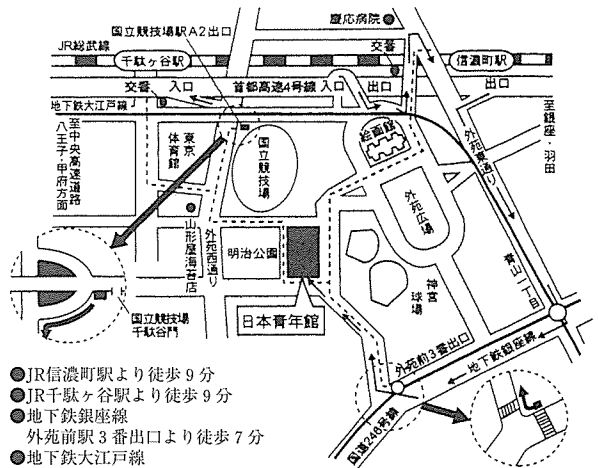 慶応病院
国立競技場駅A2出口
JR総武線
千駄ヶ谷駅
交番
信濃町駅
交番
入口
首都高速4号線
入口
出口
出口
地下鉄大江戸線
至中央高速道路
八王子・甲府方面
東京
体育館
国立競技場
絵画館
外苑東通り
至銀座・羽田
外苑広場
山形屋海苔店
外苑西通り
明治公園
神宮
球場
青山一丁目
国立競技場
千駄谷門
日本青年館
外苑前3番出口
地下鉄銀座線
国道246号線
●JR信濃町駅より徒歩9分
●JR千駄ヶ谷駅より徒歩9分
●地下鉄銀座線
外苑前駅3番出口より徒歩7分
●地下鉄大江戸線